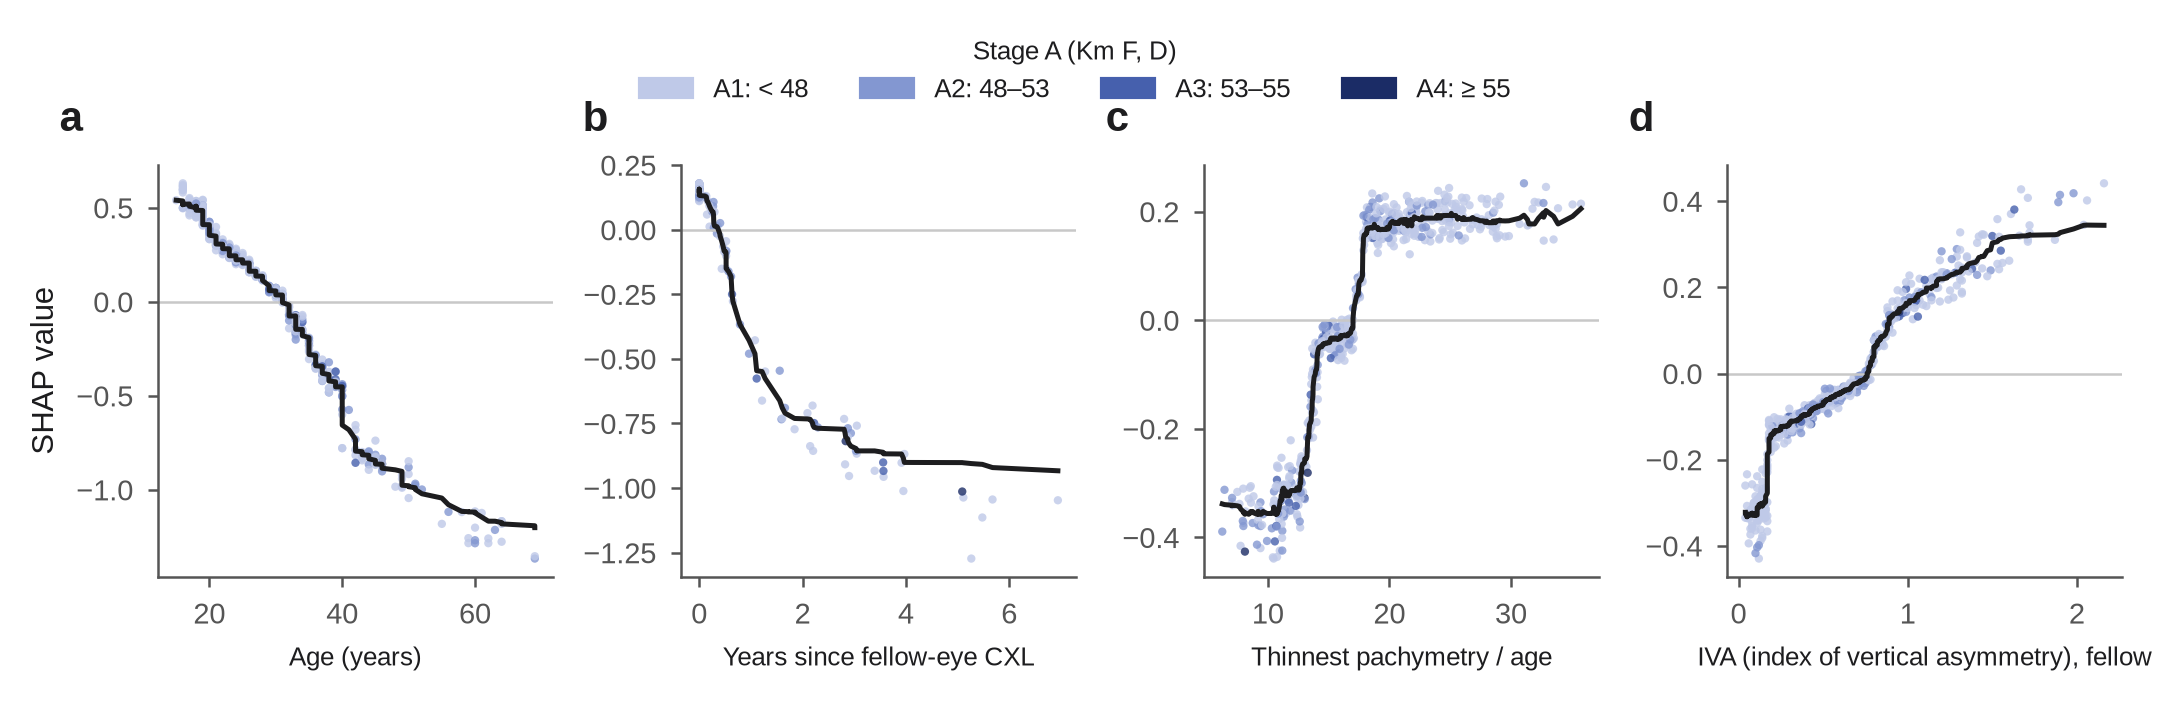 Stage A (Km F, D)
A1: < 48
A2: 48–53
A3: 53–55
A4: ≥ 55
a
SHAP value
0.5
0.0
−0.5
−1.0
20
40
60
Age (years)
b
0.25
0.00
−0.25
−0.50
−0.75
−1.00
−1.25
0
2
4
6
Years since fellow-eye CXL
c
0.2
0.0
−0.2
−0.4
10
20
30
Thinnest pachymetry / age
d
0.4
0.2
0.0
−0.2
−0.4
0
1
2
IVA (index of vertical asymmetry), fellow